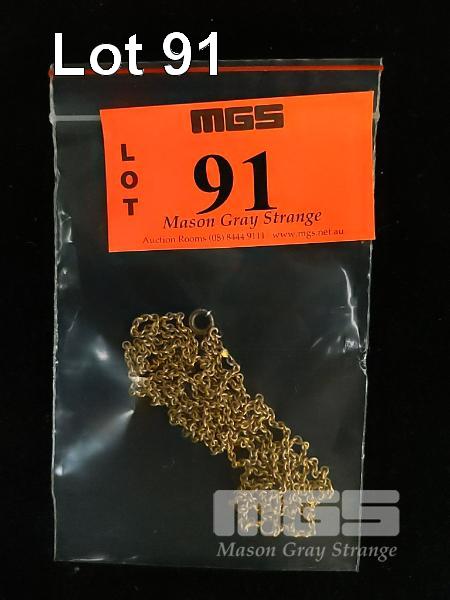 Lot 91
MGS
LOT
91
Mason Gray Strange
Auction Rooms (08) 8444 9111 www.mgs.net.au
MGS
Mason Gray Strange